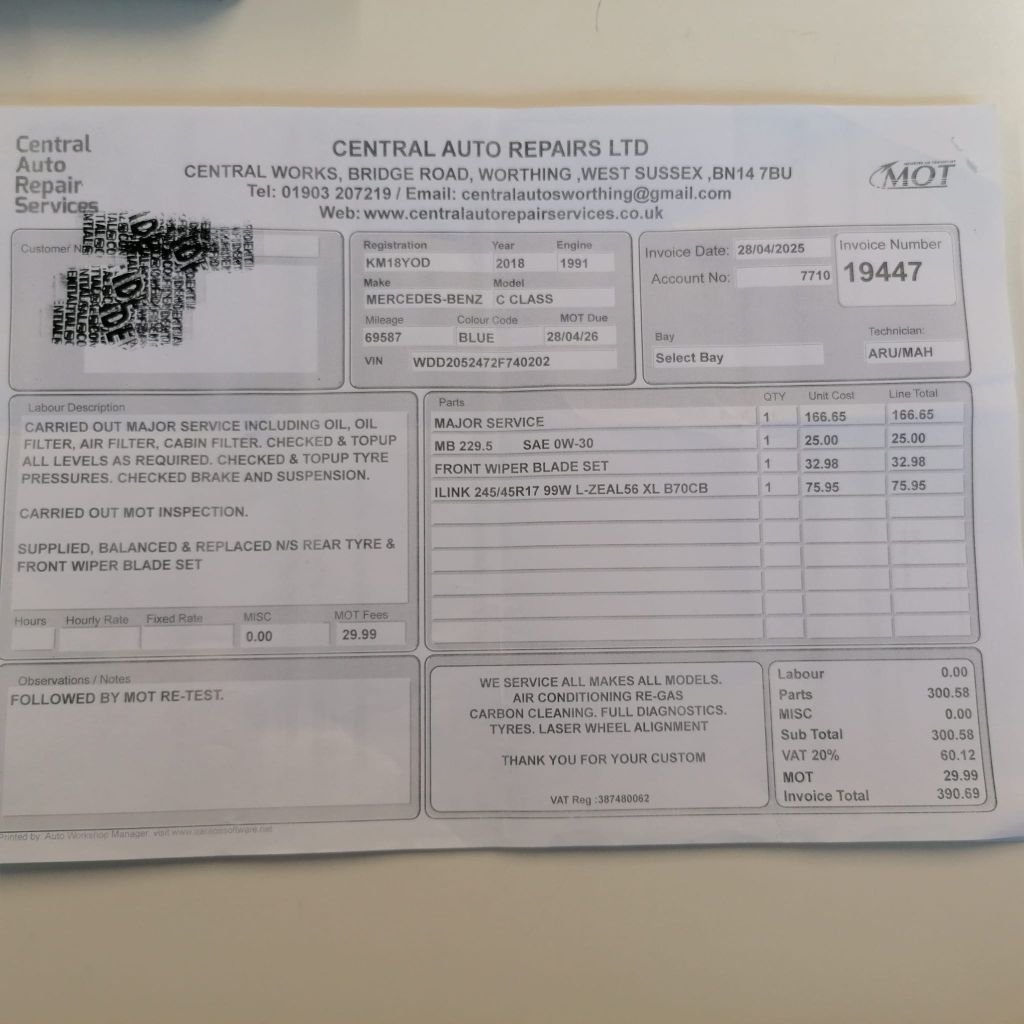 Central
Auto
Repair
Services
CENTRAL AUTO REPAIRS LTD
CENTRAL WORKS, BRIDGE ROAD, WORTHING ,WEST SUSSEX ,BN14 7BU
Tel: 01903 207219 / Email: centralautosworthing@gmail.com
Web: www.centralautorepairservices.co.uk
MOT
Customer
Registration Year Engine
KM18YOD 2018 1991
Make Model
MERCEDES-BENZ C CLASS
Mileage Colour Code MOT Due
69587 BLUE 28/04/26
VIN WDD2052472F740202
Invoice Date: 28/04/2025
Account No: 7710
Invoice Number
19447
Bay
Select Bay
Technician:
ARU/MAH
Labour Description
CARRIED OUT MAJOR SERVICE INCLUDING OIL, OIL
FILTER, AIR FILTER, CABIN FILTER. CHECKED & TOPUP
ALL LEVELS AS REQUIRED. CHECKED & TOPUP TYRE
PRESSURES. CHECKED BRAKE AND SUSPENSION.
CARRIED OUT MOT INSPECTION.
SUPPLIED, BALANCED & REPLACED N/S REAR TYRE &
FRONT WIPER BLADE SET
Hours Hourly Rate Fixed Rate MISC MOT Fees
0.00 29.99
Parts QTY Unit Cost Line Total
MAJOR SERVICE 1 166.65 166.65
MB 229.5 SAE 0W-30 1 25.00 25.00
FRONT WIPER BLADE SET 1 32.98 32.98
ILINK 245/45R17 99W L-ZEAL56 XL B70CB 1 75.95 75.95
Observations / Notes
FOLLOWED BY MOT RE-TEST.
WE SERVICE ALL MAKES ALL MODELS.
AIR CONDITIONING RE-GAS
CARBON CLEANING. FULL DIAGNOSTICS.
TYRES. LASER WHEEL ALIGNMENT
THANK YOU FOR YOUR CUSTOM
VAT Reg :387480062
Labour 0.00
Parts 300.58
MISC 0.00
Sub Total 300.58
VAT 20% 60.12
MOT 29.99
Invoice Total 390.69
Printed by: Auto Workshop Manager, visit www.garagesoftware.net